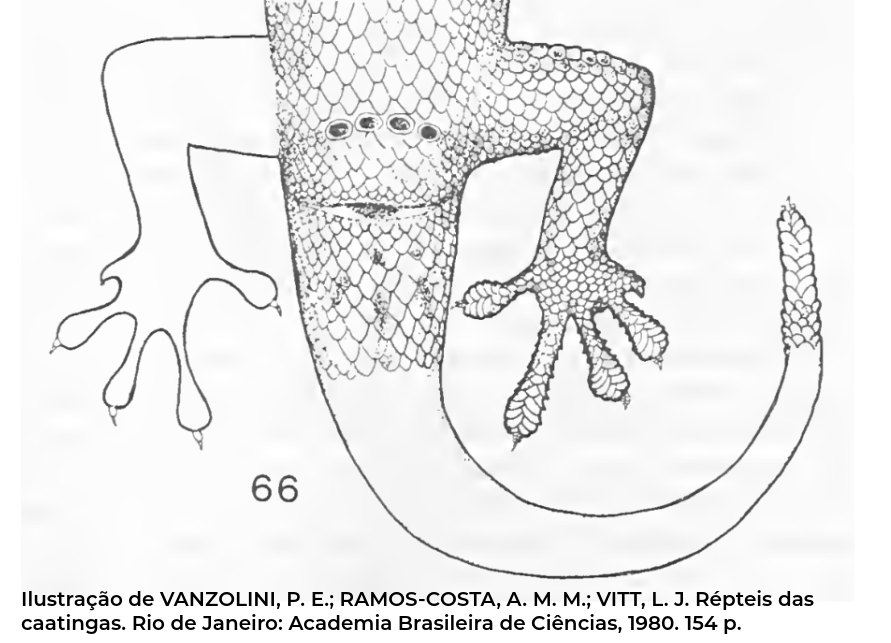 66
Ilustração de VANZOLINI, P. E.; RAMOS-COSTA, A. M. M.; VITT, L. J. Répteis das
caatingas. Rio de Janeiro: Academia Brasileira de Ciências, 1980. 154 p.